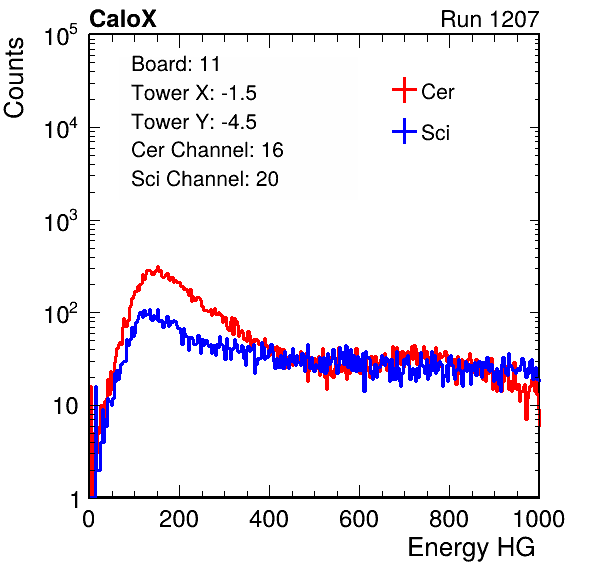 CaloX Run 1207
Counts
10^5
10^4
10^3
10^2
10
1
Board: 11
Tower X: -1.5
Tower Y: -4.5
Cer Channel: 16
Sci Channel: 20
Cer
Sci
0 200 400 600 800 1000
Energy HG